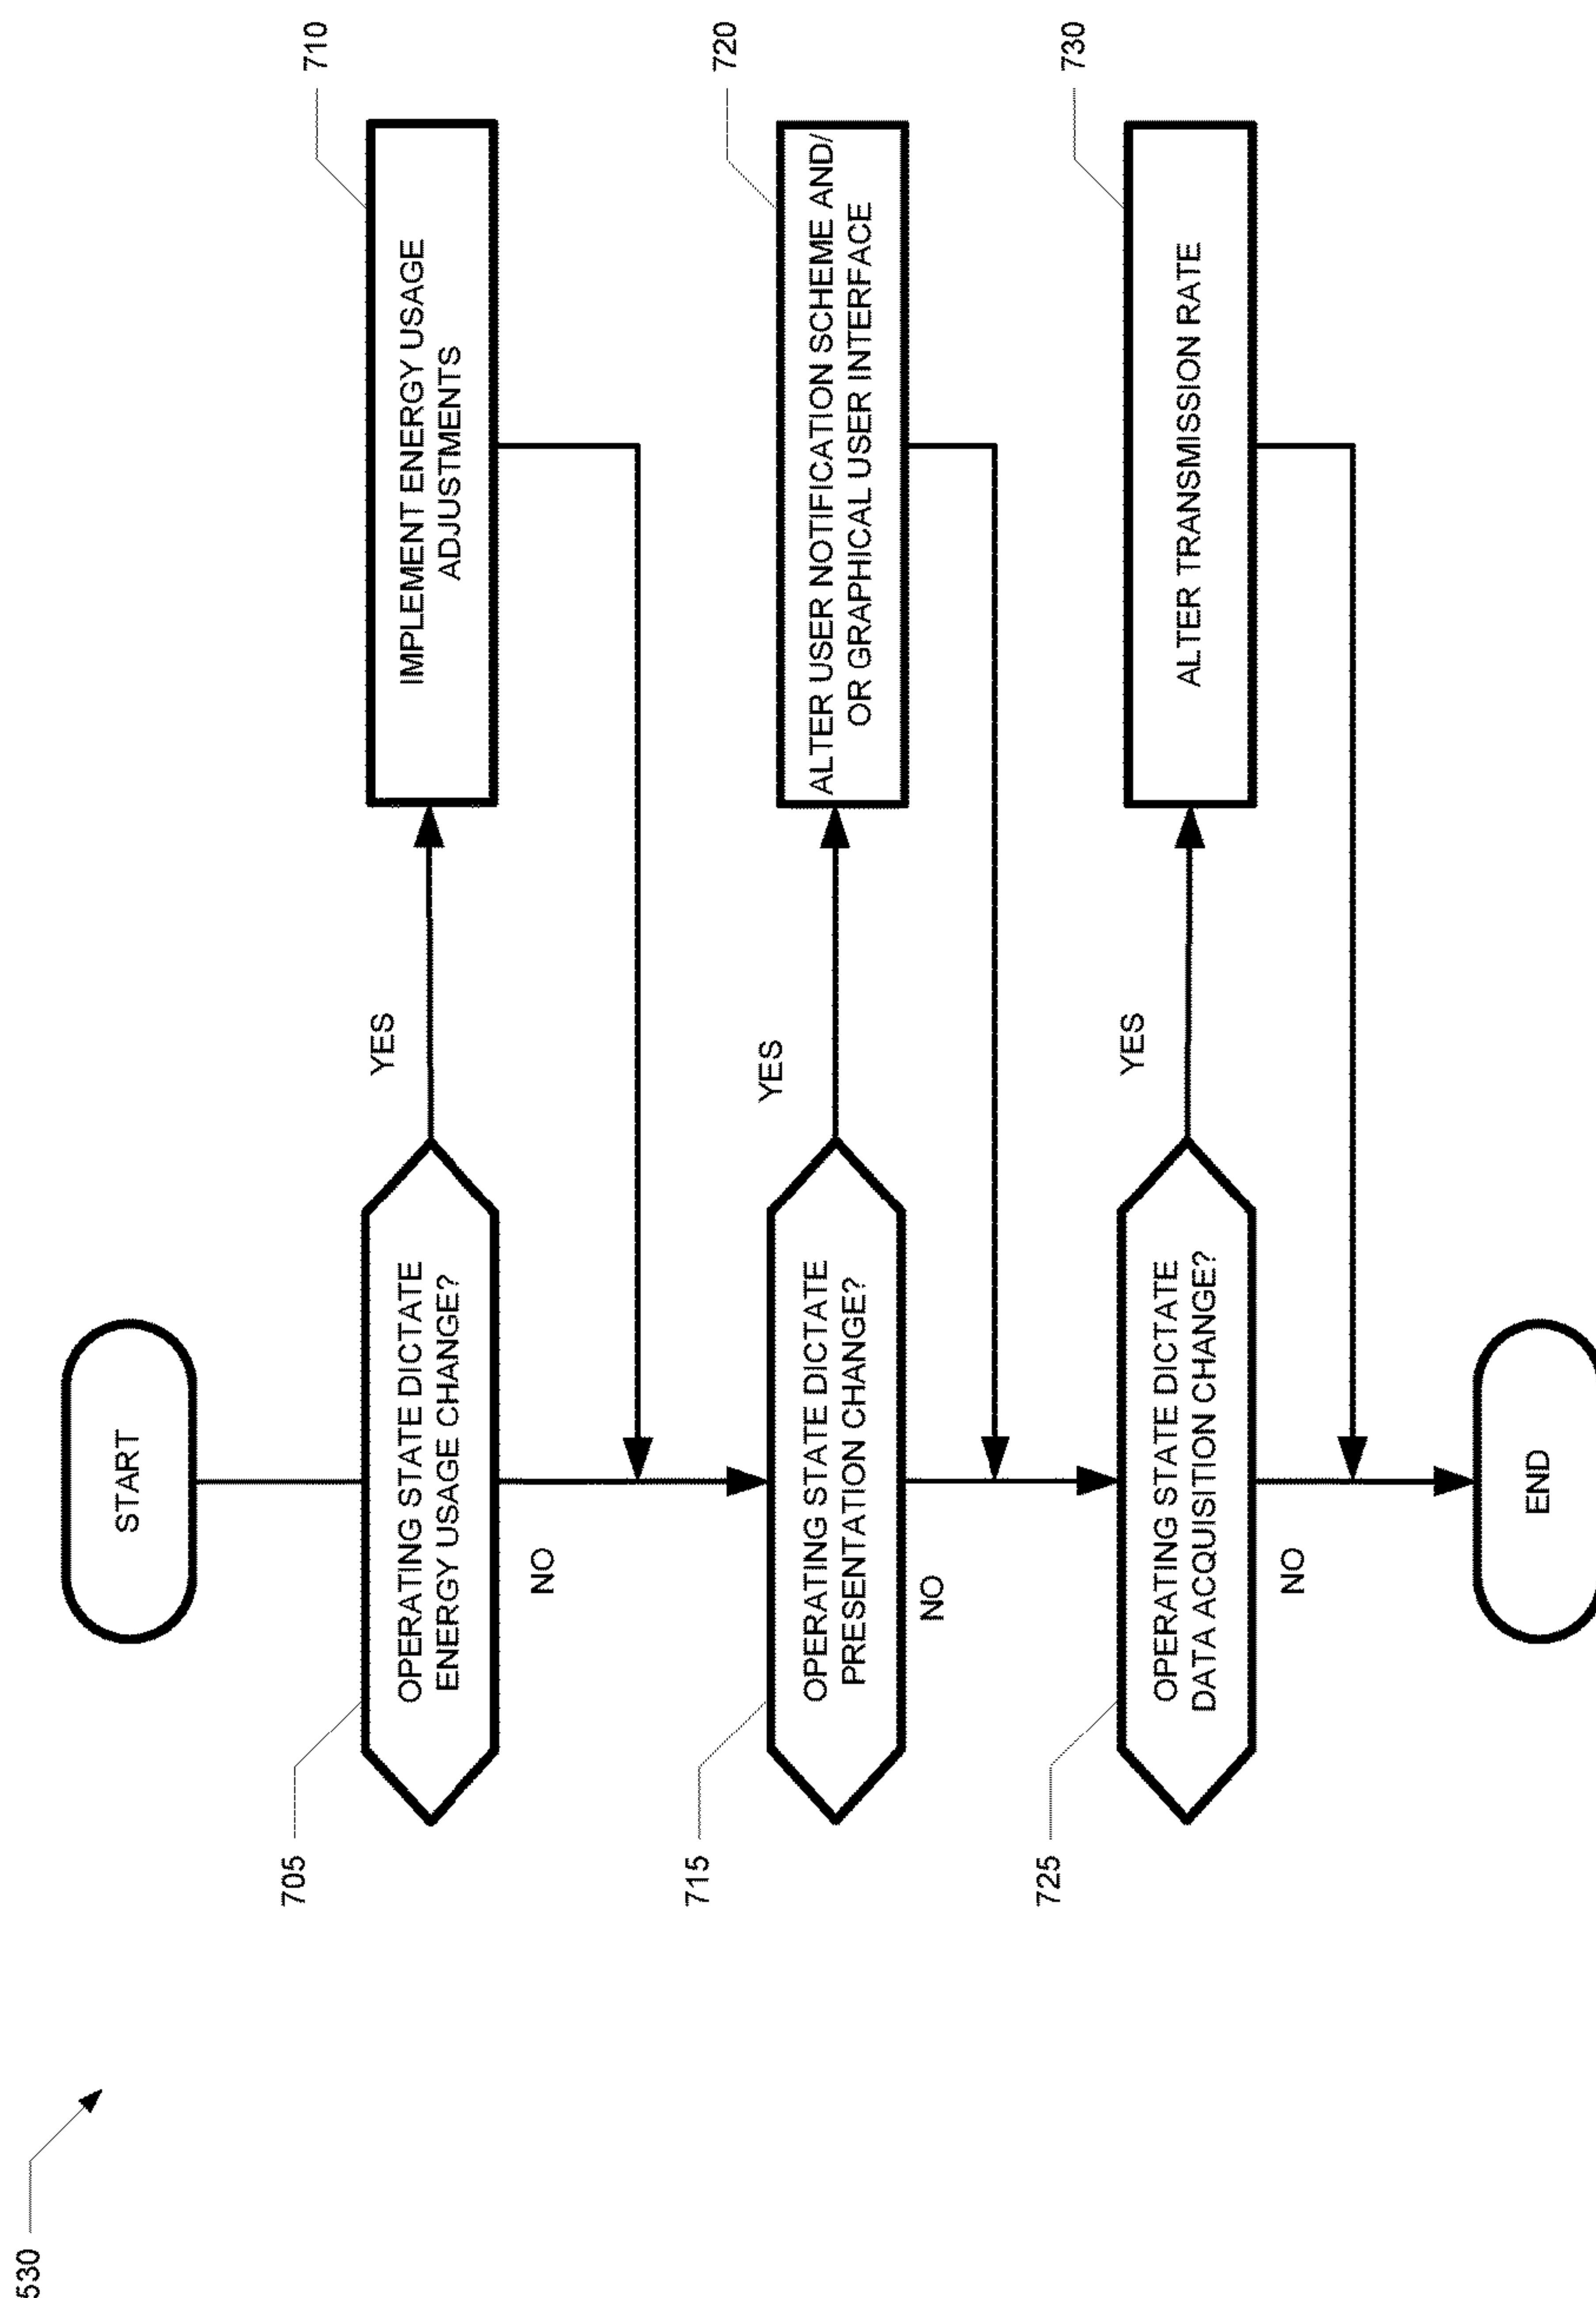 530
START
705
OPERATING STATE DICTATE
ENERGY USAGE CHANGE?
YES
710
IMPLEMENT ENERGY USAGE
ADJUSTMENTS
NO
715
OPERATING STATE DICTATE
PRESENTATION CHANGE?
YES
720
ALTER USER NOTIFICATION SCHEME AND/
OR GRAPHICAL USER INTERFACE
NO
725
OPERATING STATE DICTATE
DATA ACQUISITION CHANGE?
YES
730
ALTER TRANSMISSION RATE
NO
END